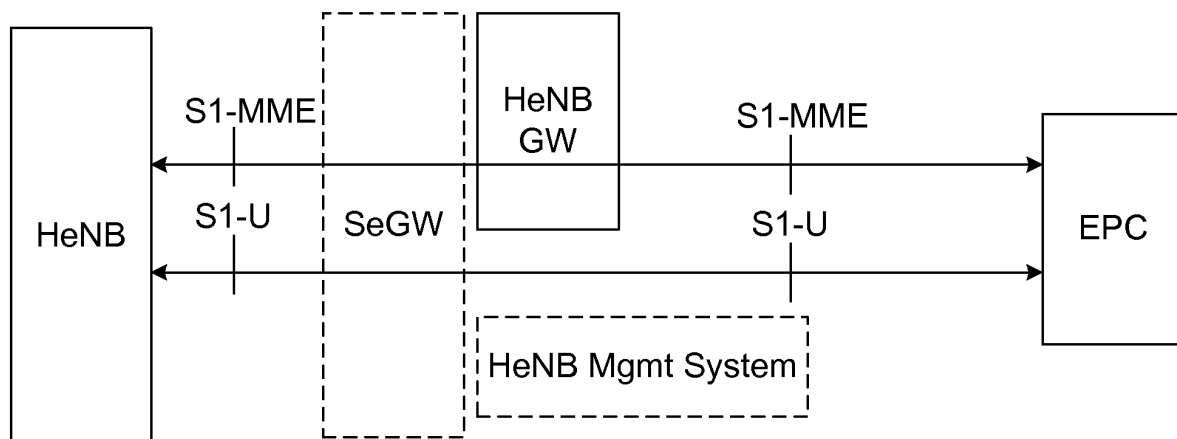 HeNB
S1-MME
S1-U
SeGW
HeNB
GW
S1-MME
S1-U
HeNB Mgmt System
EPC